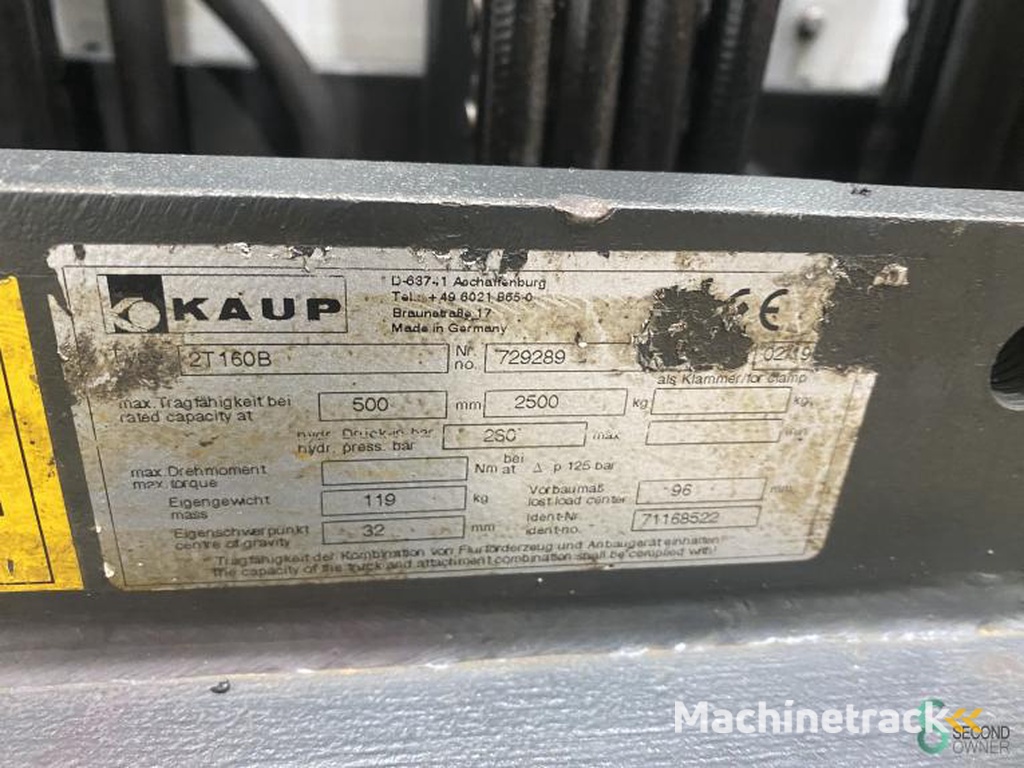 KAUP
D-63741 Aschaffenburg
Tel.: +49 6021 865-0
Braunstraße 17
Made in Germany
CE
2T160B
Nr.
no.
729289
02/19
als Klammer/for clamp
max. Tragfähigkeit bei
rated capacity at
500
mm
2500
kg
kg
hydr. Druck in bar
hydr. press. bar
max
max. Drehmoment
max. torque
Nm
bei
at
Δ p 125 bar
Eigengewicht
mass
119
kg
Vorbaumaß
lost load center
96
mm
Eigenschwerpunkt
centre of gravity
32
mm
Ident-Nr.
ident-no.
71168522
Tragfähigkeit der Kombination von Flurförderzeug und Anbaugerät einhalten!
The capacity of the truck and attachment combination shall be complied with!
Machinetrack
SECOND
OWNER